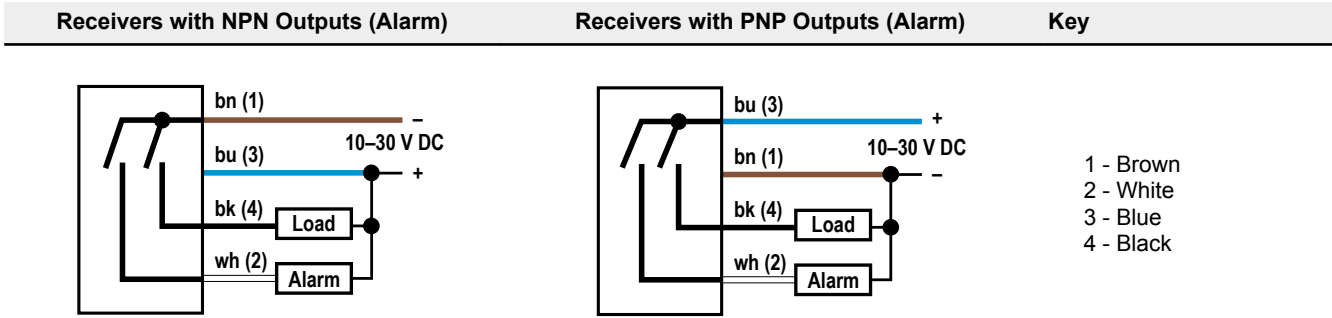 Receivers with NPN Outputs (Alarm) Receivers with PNP Outputs (Alarm) Key
bn (1)
–
10–30 V DC
bu (3)
+
bk (4)
Load
wh (2)
Alarm
bu (3)
+
10–30 V DC
bn (1)
–
bk (4)
Load
wh (2)
Alarm
1 - Brown
2 - White
3 - Blue
4 - Black